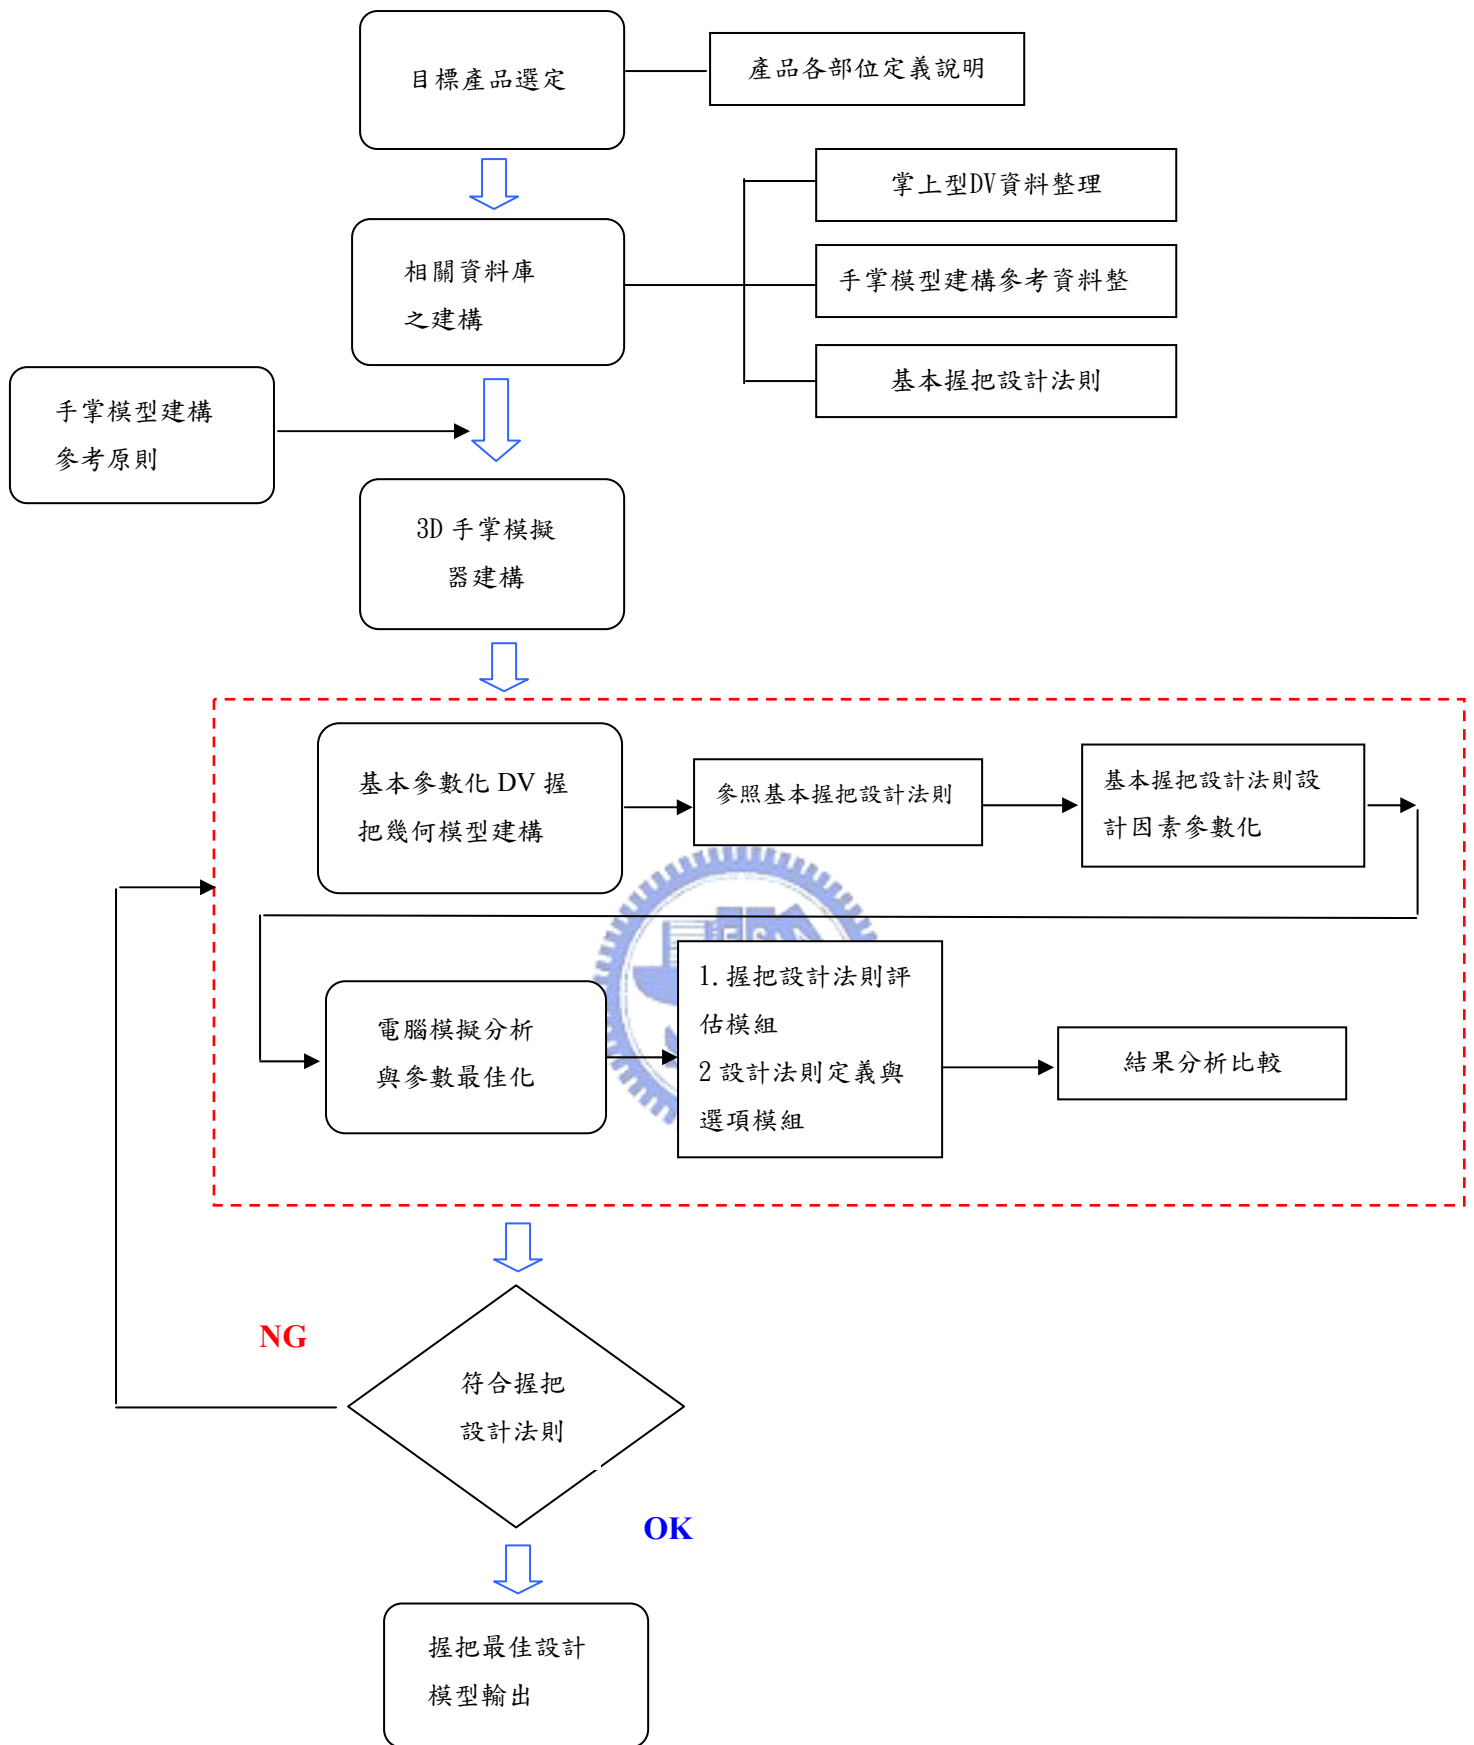 目標產品選定
產品各部位定義說明
掌上型DV資料整理
相關資料庫
之建構
手掌模型建構參考資料整
基本握把設計法則
手掌模型建構
參考原則
3D 手掌模擬
器建構
基本參數化 DV 握
把幾何模型建構
參照基本握把設計法則
基本握把設計法則設
計因素參數化
電腦模擬分析
與參數最佳化
1.握把設計法則評
估模組
2 設計法則定義與
選項模組
結果分析比較
NG
符合握把
設計法則
OK
握把最佳設計
模型輸出